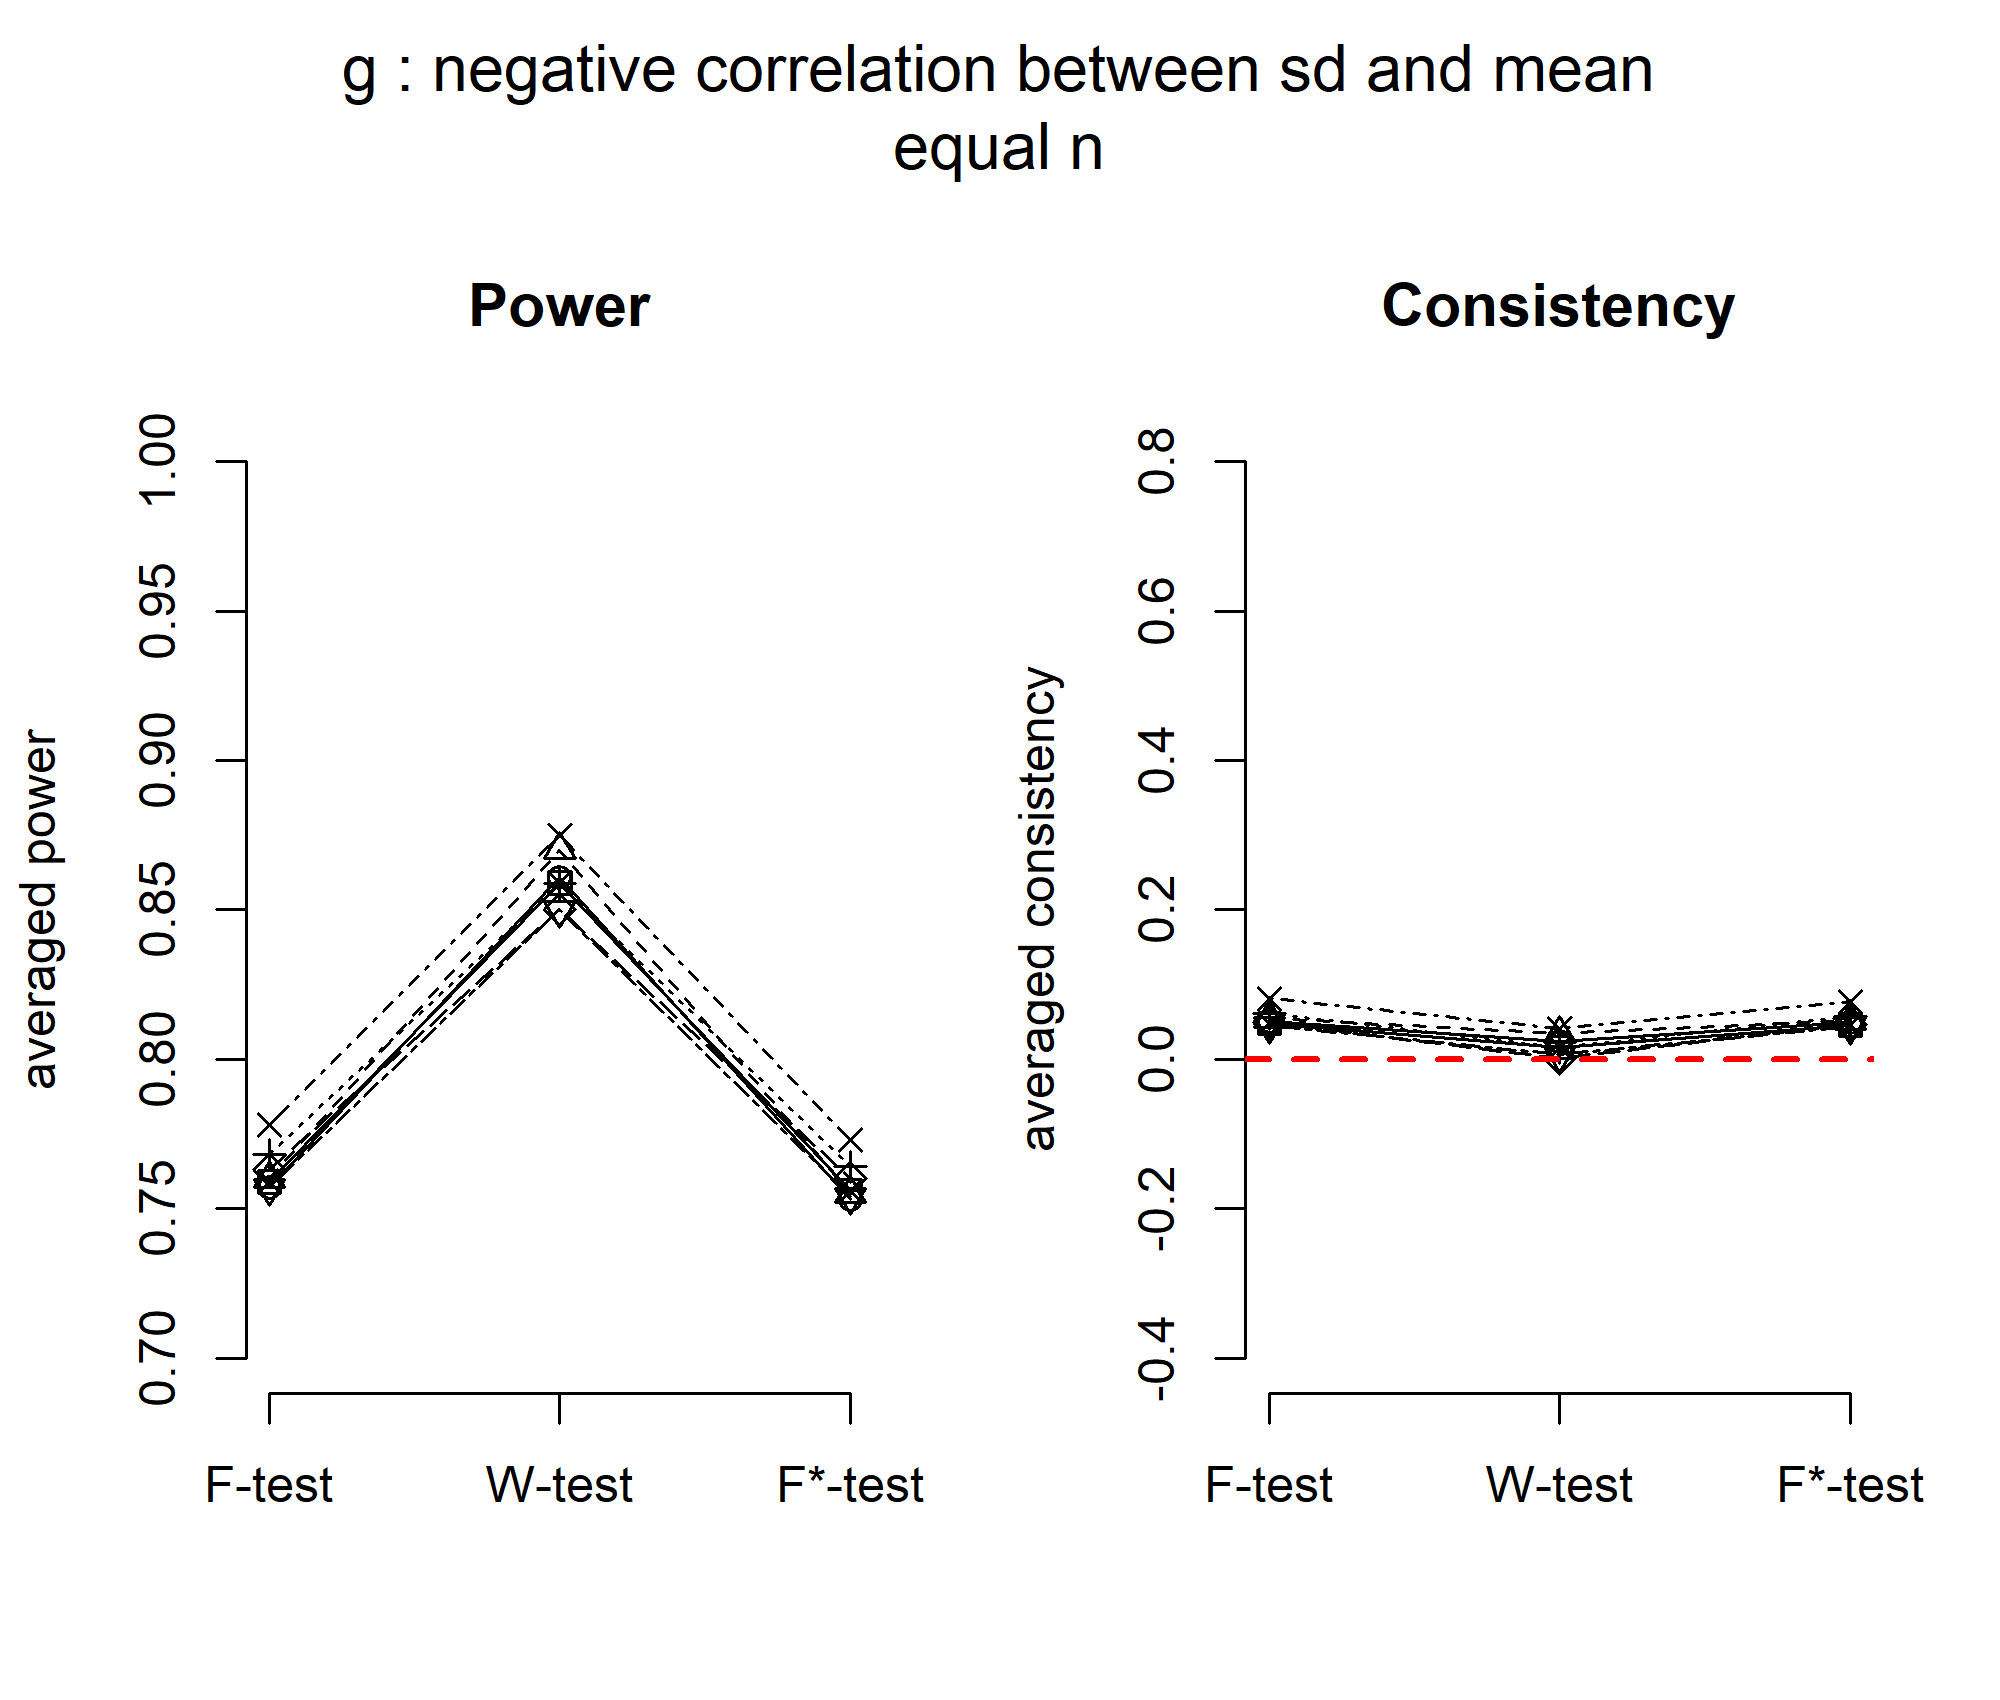 g : negative correlation between sd and mean
equal n
Power
averaged power
1.00
0.95
0.90
0.85
0.80
0.75
0.70
F-test
W-test
F*-test
Consistency
averaged consistency
0.8
0.6
0.4
0.2
0.0
-0.2
-0.4
F-test
W-test
F*-test